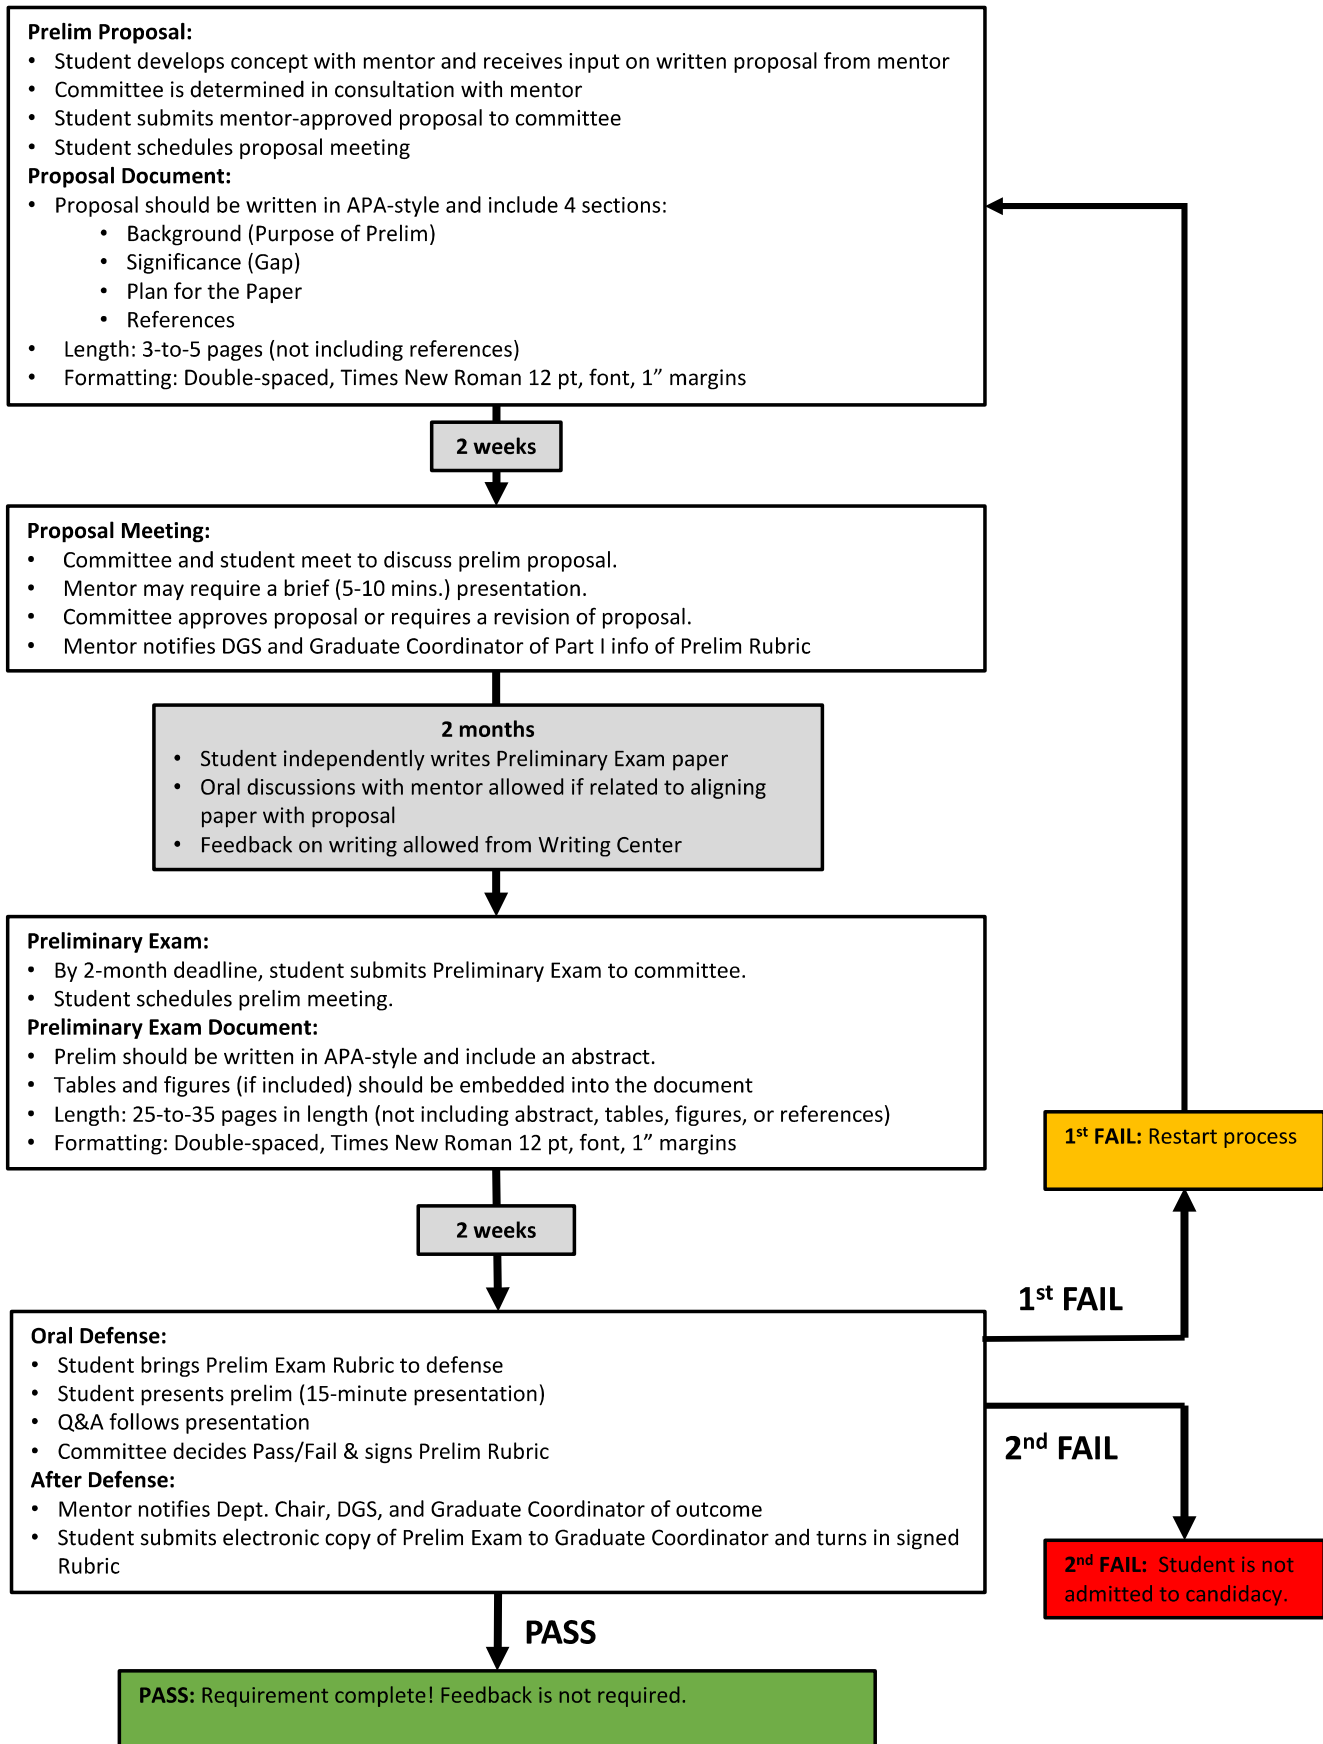 Prelim Proposal:
• Student develops concept with mentor and receives input on written proposal from mentor
• Committee is determined in consultation with mentor
• Student submits mentor-approved proposal to committee
• Student schedules proposal meeting
Proposal Document:
• Proposal should be written in APA-style and include 4 sections:
• Background (Purpose of Prelim)
• Significance (Gap)
• Plan for the Paper
• References
• Length: 3-to-5 pages (not including references)
• Formatting: Double-spaced, Times New Roman 12 pt, font, 1” margins
2 weeks
Proposal Meeting:
• Committee and student meet to discuss prelim proposal.
• Mentor may require a brief (5-10 mins.) presentation.
• Committee approves proposal or requires a revision of proposal.
• Mentor notifies DGS and Graduate Coordinator of Part I info of Prelim Rubric
2 months
• Student independently writes Preliminary Exam paper
• Oral discussions with mentor allowed if related to aligning
paper with proposal
• Feedback on writing allowed from Writing Center
Preliminary Exam:
• By 2-month deadline, student submits Preliminary Exam to committee.
• Student schedules prelim meeting.
Preliminary Exam Document:
• Prelim should be written in APA-style and include an abstract.
• Tables and figures (if included) should be embedded into the document
• Length: 25-to-35 pages in length (not including abstract, tables, figures, or references)
• Formatting: Double-spaced, Times New Roman 12 pt, font, 1” margins
1st FAIL: Restart process
2 weeks
1st FAIL
Oral Defense:
• Student brings Prelim Exam Rubric to defense
• Student presents prelim (15-minute presentation)
• Q&A follows presentation
• Committee decides Pass/Fail & signs Prelim Rubric
After Defense:
• Mentor notifies Dept. Chair, DGS, and Graduate Coordinator of outcome
• Student submits electronic copy of Prelim Exam to Graduate Coordinator and turns in signed
Rubric
2nd FAIL
2nd FAIL: Student is not
admitted to candidacy.
PASS
PASS: Requirement complete! Feedback is not required.